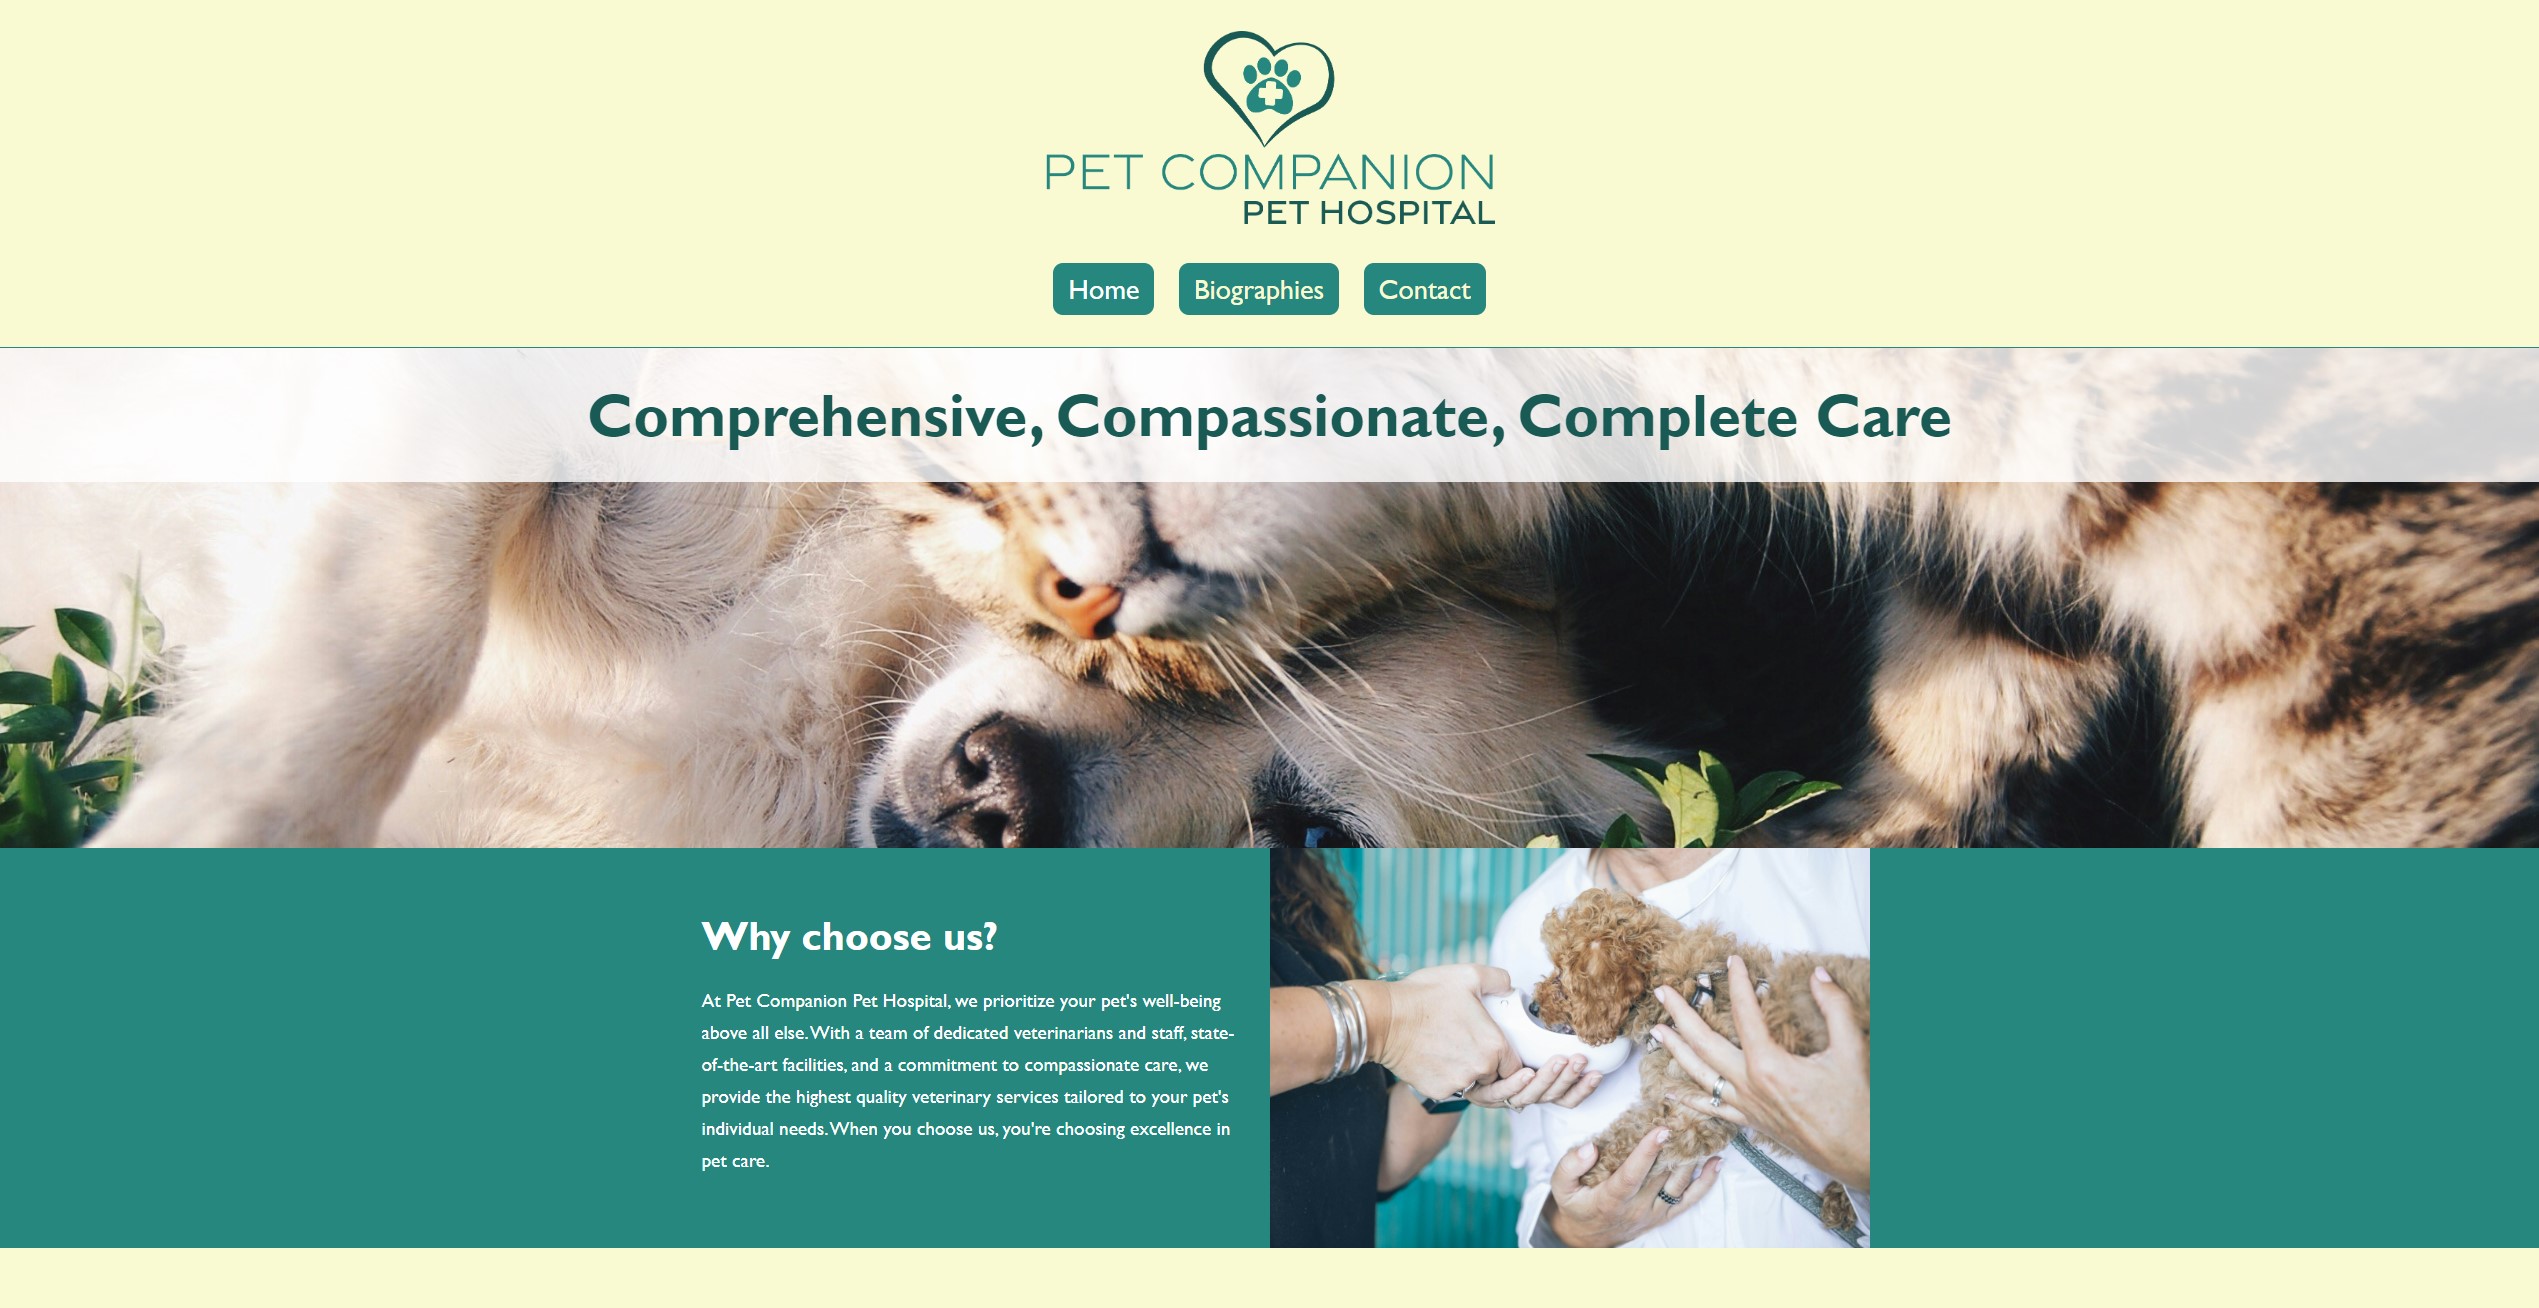 PET COMPANION
PET HOSPITAL
Home Biographies Contact
Comprehensive, Compassionate, Complete Care
Why choose us?
At Pet Companion Pet Hospital, we prioritize your pet's well-being
above all else. With a team of dedicated veterinarians and staff, state-
of-the-art facilities, and a commitment to compassionate care, we
provide the highest quality veterinary services tailored to your pet's
individual needs. When you choose us, you're choosing excellence in
pet care.